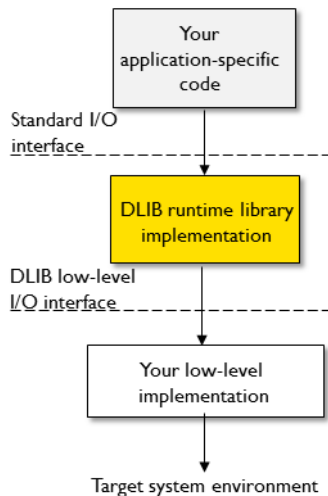 Your
application-specific
code
Standard I/O
interface
DLIB runtime library
implementation
DLIB low-level
I/O interface
Your low-level
implementation
Target system environment